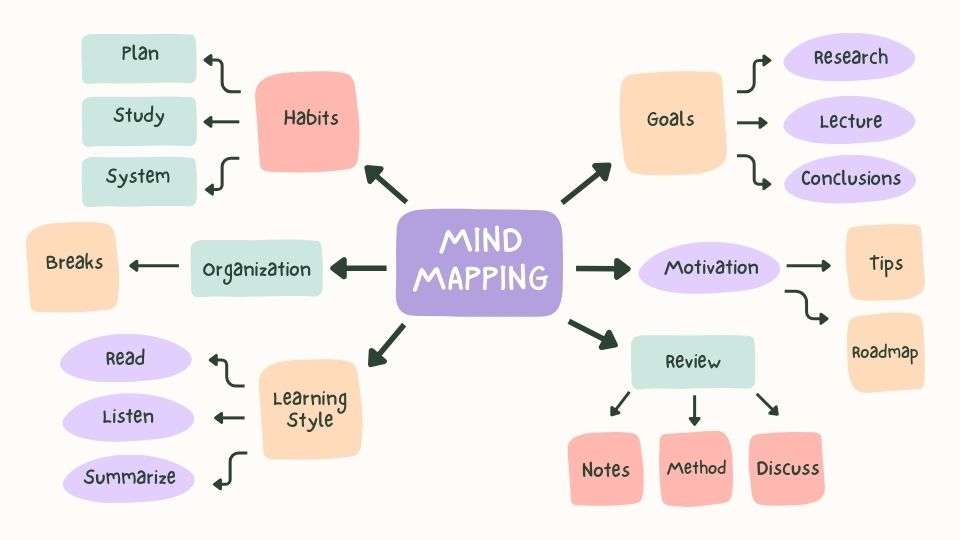 MIND
MAPPING
Habits
Plan
Study
System
Organization
Breaks
Learning
Style
Read
Listen
Summarize
Goals
Research
Lecture
Conclusions
Motivation
Tips
Roadmap
Review
Notes
Method
Discuss